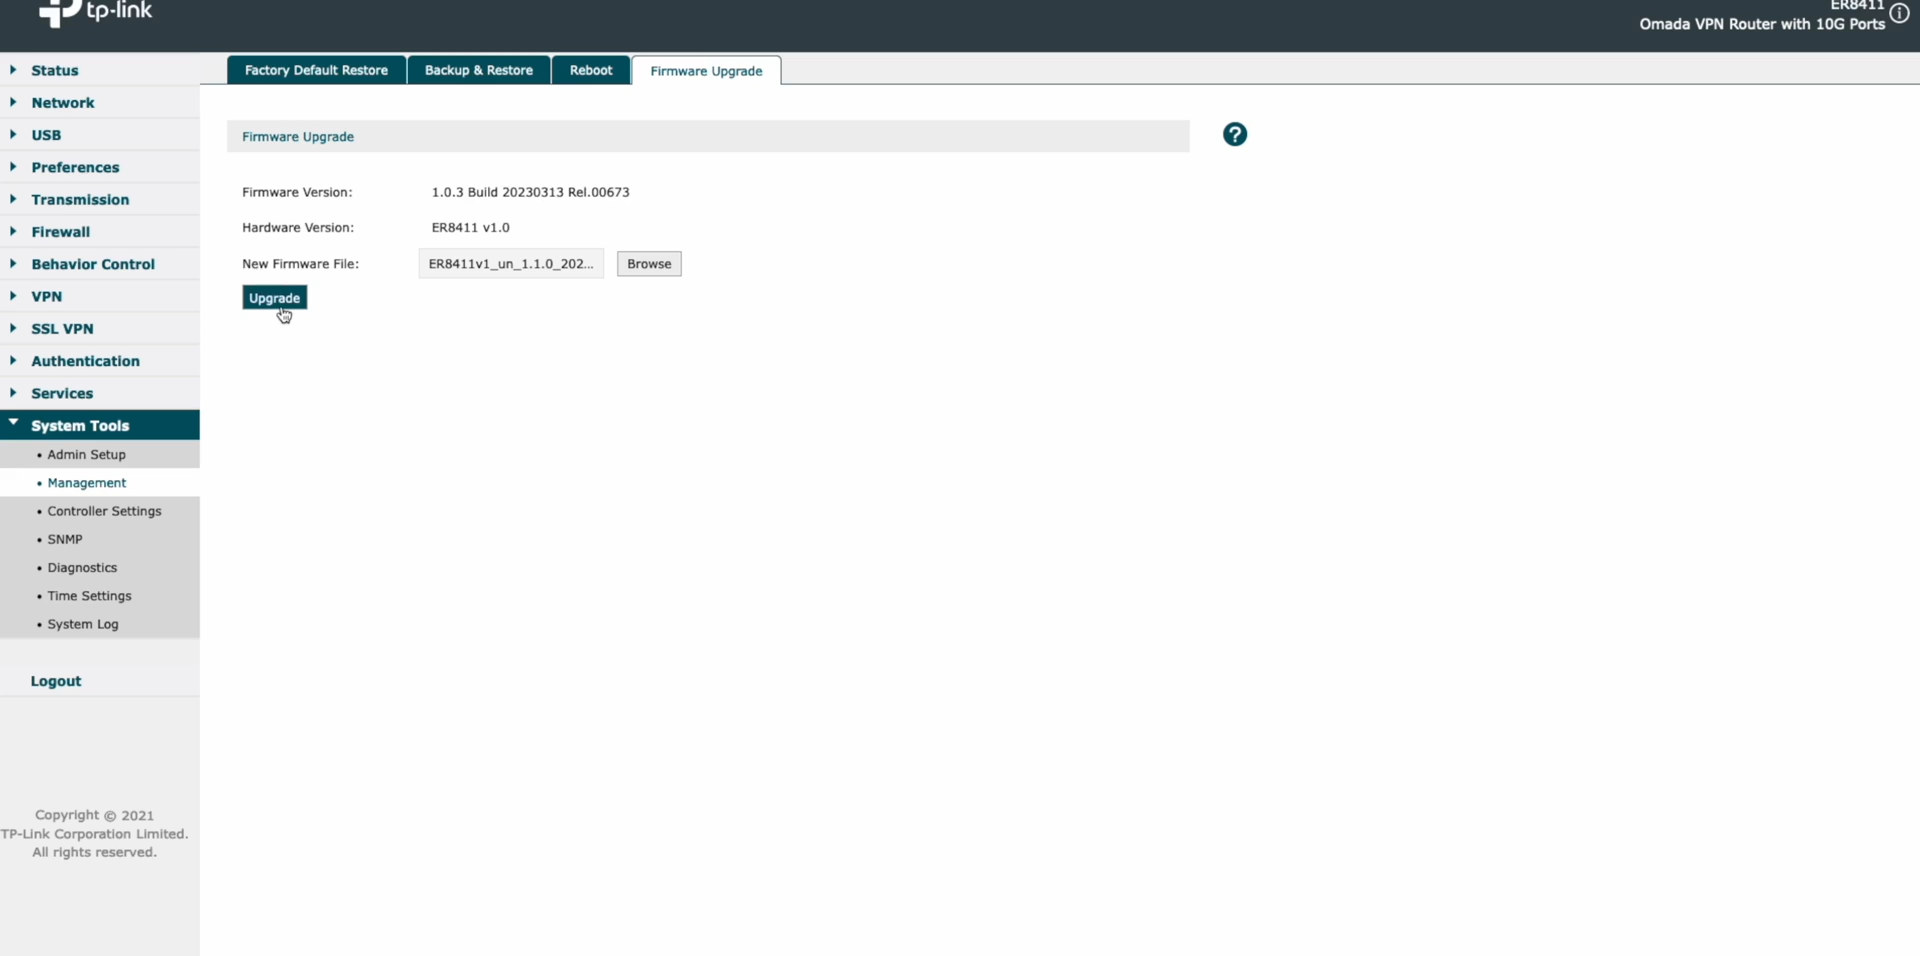 tp-link
ER8411
Omada VPN Router with 10G Ports
Status
Network
USB
Preferences
Transmission
Firewall
Behavior Control
VPN
SSL VPN
Authentication
Services
System Tools
• Admin Setup
• Management
• Controller Settings
• SNMP
• Diagnostics
• Time Settings
• System Log
Logout
Copyright © 2021
TP-Link Corporation Limited.
All rights reserved.
Factory Default Restore Backup & Restore Reboot Firmware Upgrade
Firmware Upgrade
?
Firmware Version: 1.0.3 Build 20230313 Rel.00673
Hardware Version: ER8411 v1.0
New Firmware File: ER8411v1_un_1.1.0_202... Browse
Upgrade